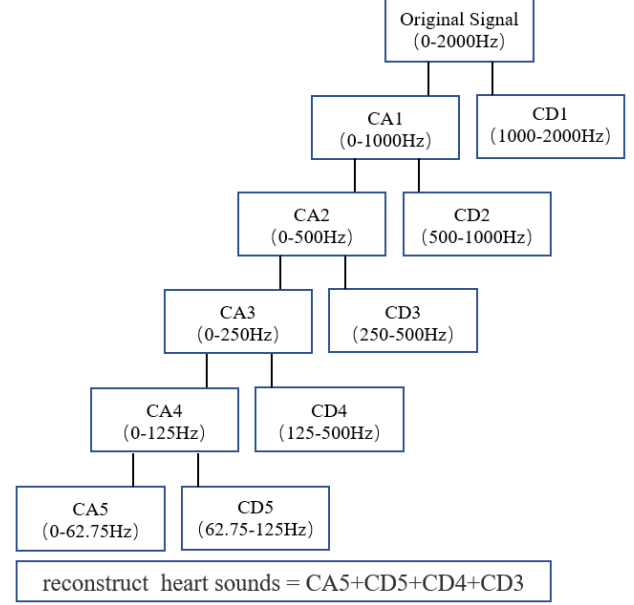 Original Signal
(0-2000Hz)
CA1
(0-1000Hz)
CD1
(1000-2000Hz)
CA2
(0-500Hz)
CD2
(500-1000Hz)
CA3
(0-250Hz)
CD3
(250-500Hz)
CA4
(0-125Hz)
CD4
(125-500Hz)
CA5
(0-62.75Hz)
CD5
(62.75-125Hz)
reconstruct heart sounds = CA5+CD5+CD4+CD3